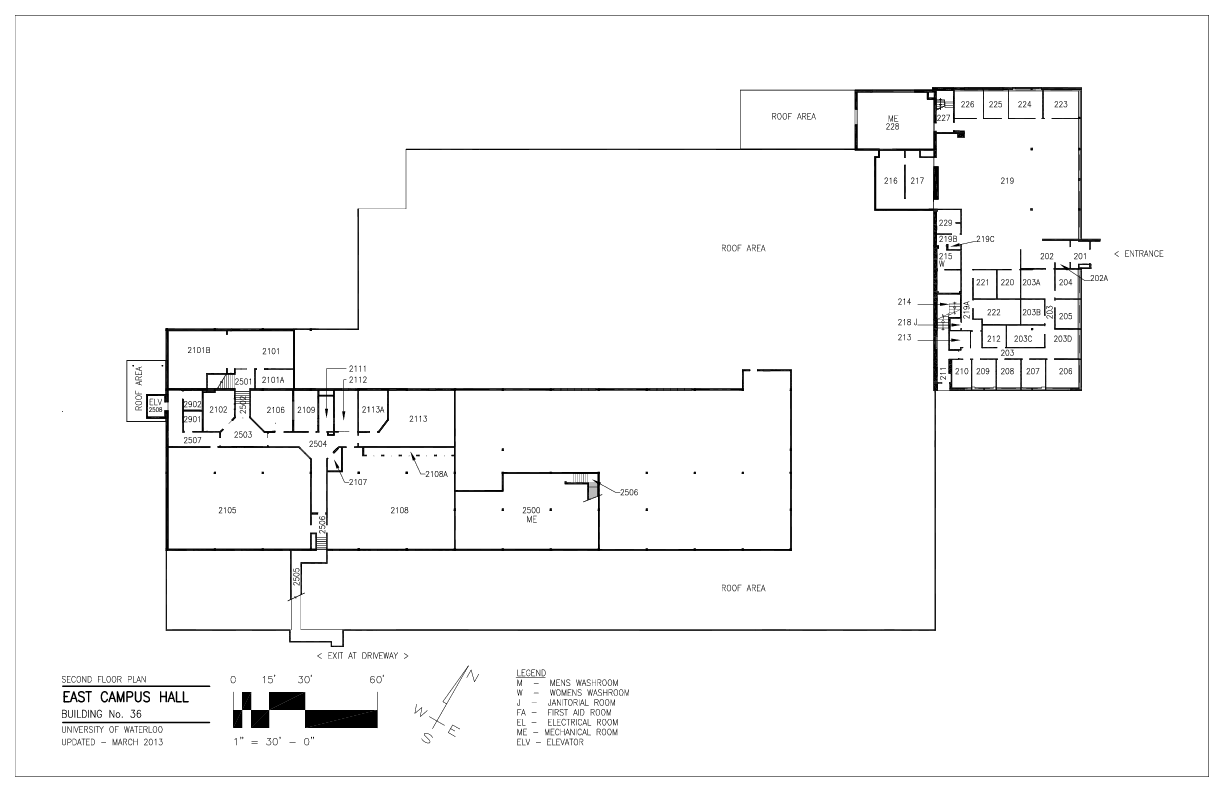 226 225 224 223
227
ROOF AREA
ME
228
216 217
219
229
219B 219C
ROOF AREA
215
W
202 201
< ENTRANCE
202A
221 220 203A 204
214
219A
222 203B 203 205
218 J
213
212 203C 203D
203
211 210 209 208 207 206
2101B 2101
2101A
2501
2111
2112
ROOF AREA
ELV
2508
2902
2901
2102
2502
2106 2109
2113A 2113
2507 2503 2504
2107
2108A
2506
2105
2506
2108
2500
ME
2505
ROOF AREA
< EXIT AT DRIVEWAY >
SECOND FLOOR PLAN
EAST CAMPUS HALL
BUILDING No. 36
UNIVERSITY OF WATERLOO
UPDATED – MARCH 2013
0 15' 30' 60'
1" = 30' – 0"
N
W
E
S
LEGEND
M – MENS WASHROOM
W – WOMENS WASHROOM
J – JANITORIAL ROOM
FA – FIRST AID ROOM
EL – ELECTRICAL ROOM
ME – MECHANICAL ROOM
ELV – ELEVATOR